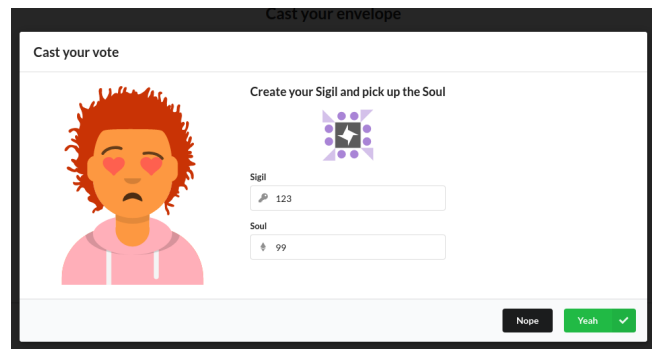 Cast your envelope
Cast your vote
Create your Sigil and pick up the Soul
Sigil
123
Soul
99
Nope
Yeah